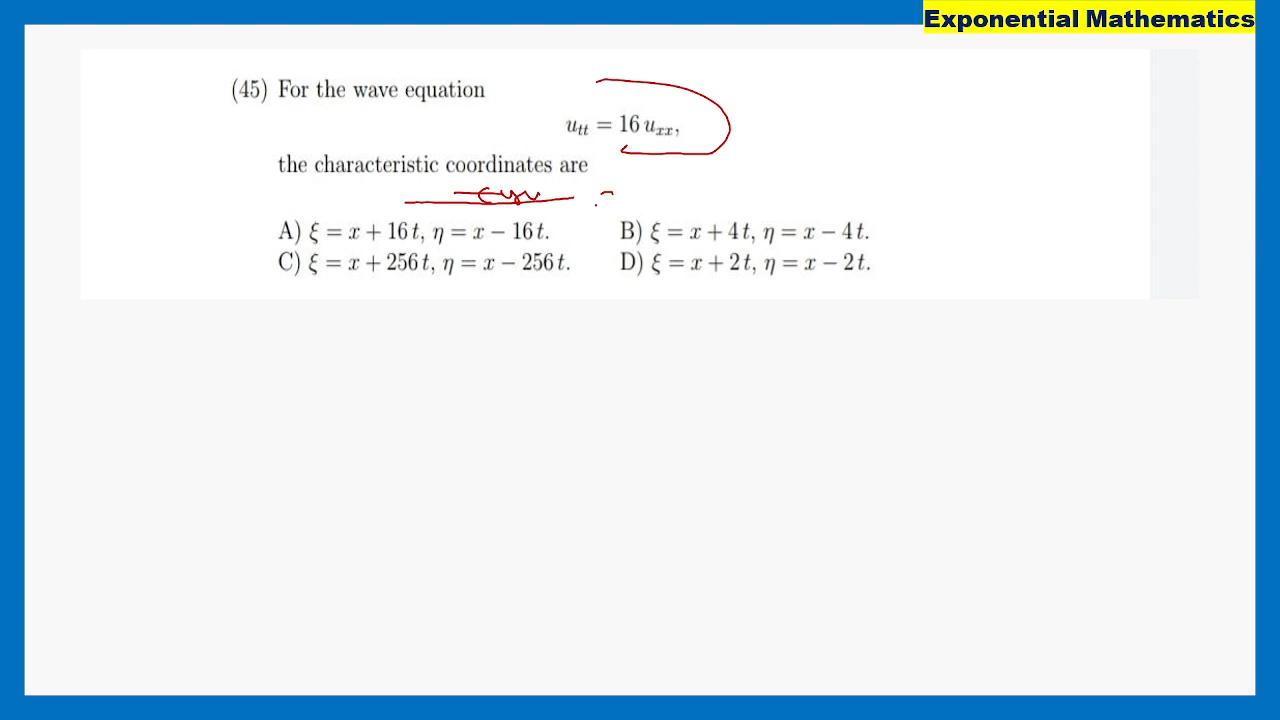 Exponential Mathematics
(45) For the wave equation
u_tt = 16 u_xx,
the characteristic coordinates are
A) ξ = x + 16 t, η = x − 16 t.
B) ξ = x + 4 t, η = x − 4 t.
C) ξ = x + 256 t, η = x − 256 t.
D) ξ = x + 2 t, η = x − 2 t.